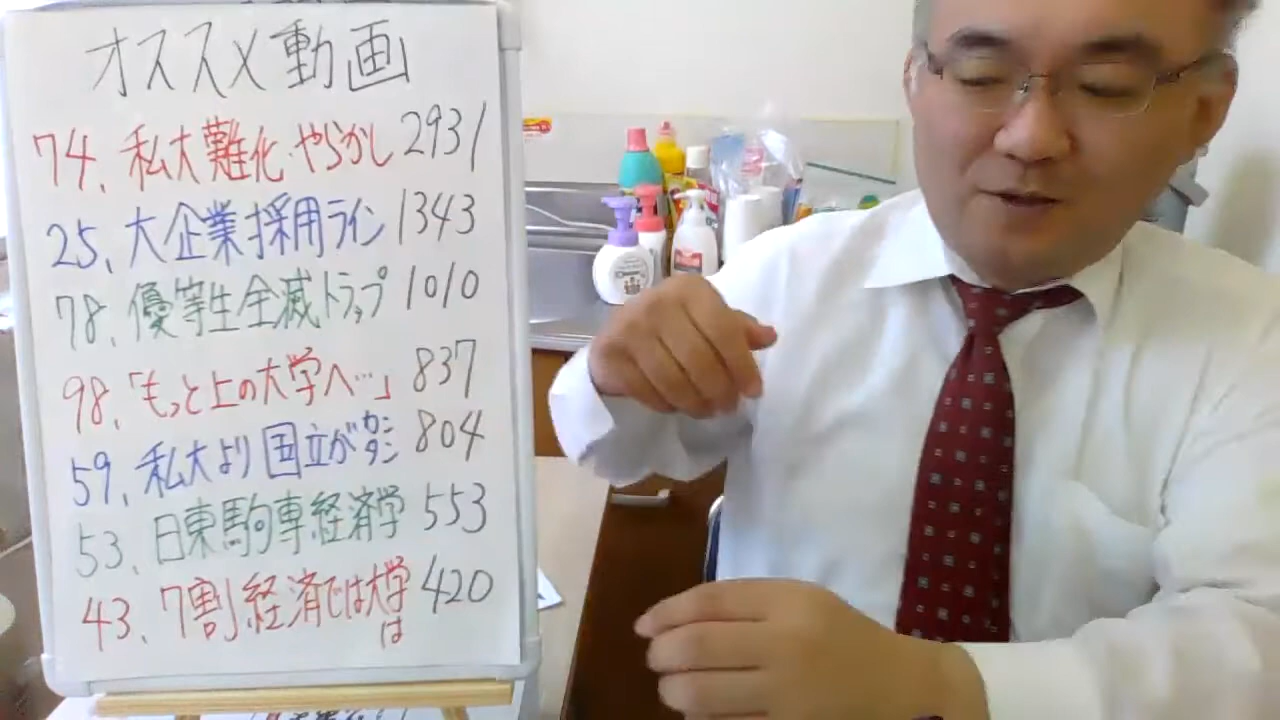 オススメ動画
74. 私大難化やらかし 2931
25. 大企業採用ライン 1343
78. 優等生全滅トラップ 1010
98. 「もっと上の大学へ…」 837
59. 私大より国立がカンタン 804
53. 日東駒専経済学 553
43. 7割経済では大学は 420